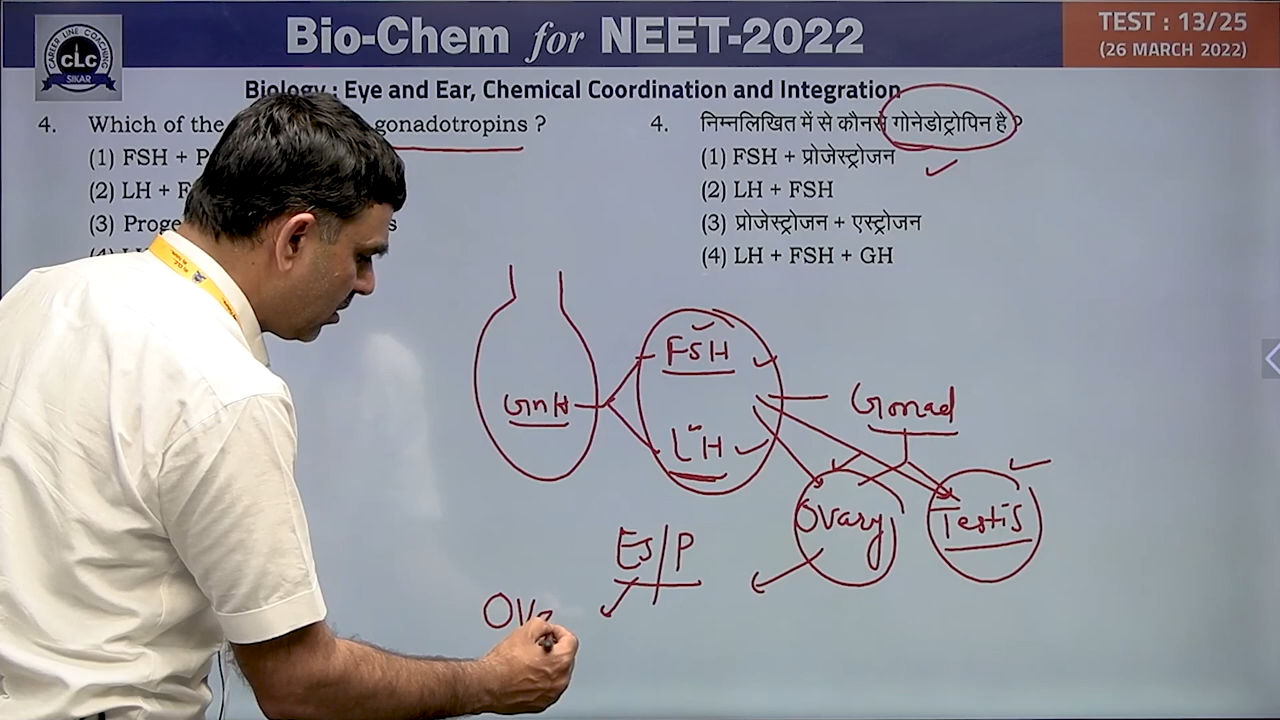 Bio-Chem for NEET-2022
TEST : 13/25
(26 MARCH 2022)
CAREER LINE COACHING
CLC
SIKAR
Biology : Eye and Ear, Chemical Coordination and Integration
4. Which of the gonadotropins ?
(1) FSH + P
(2) LH + F
(3) Proge
4. निम्नलिखित में से कौनसे गोनेडोट्रोपिन है ?
(1) FSH + प्रोजेस्ट्रोजन
(2) LH + FSH
(3) प्रोजेस्ट्रोजन + एस्ट्रोजन
(4) LH + FSH + GH
FSH
GnH
Gonad
LH
Ovary
Testis
Es/P
Ova